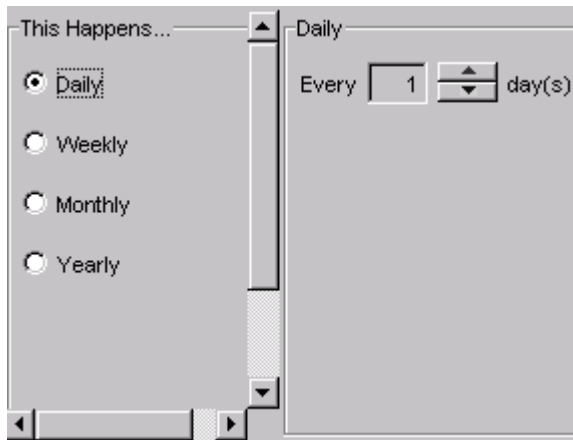 This Happens...
Daily
Weekly
Monthly
Yearly
Daily
Every 1 day(s)